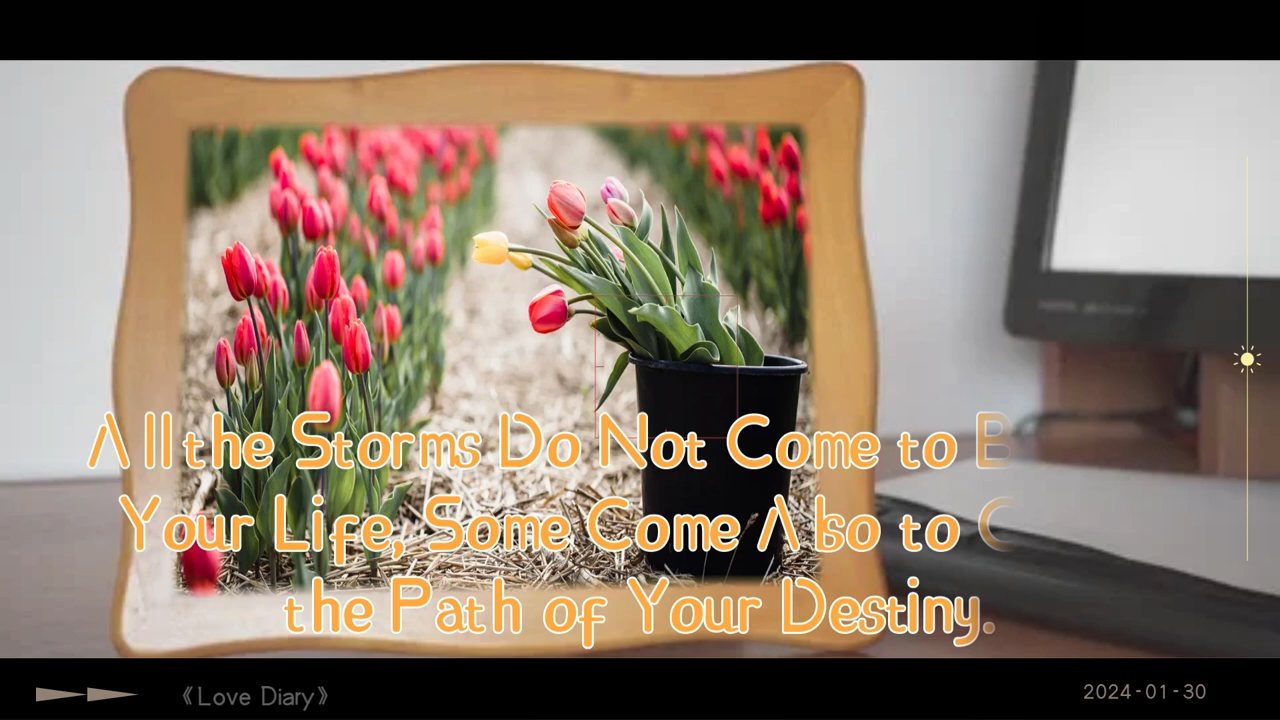 All the Storms Do Not Come to B
Your Life, Some Come Also to C
the Path of Your Destiny.
《Love Diary》
2024-01-30